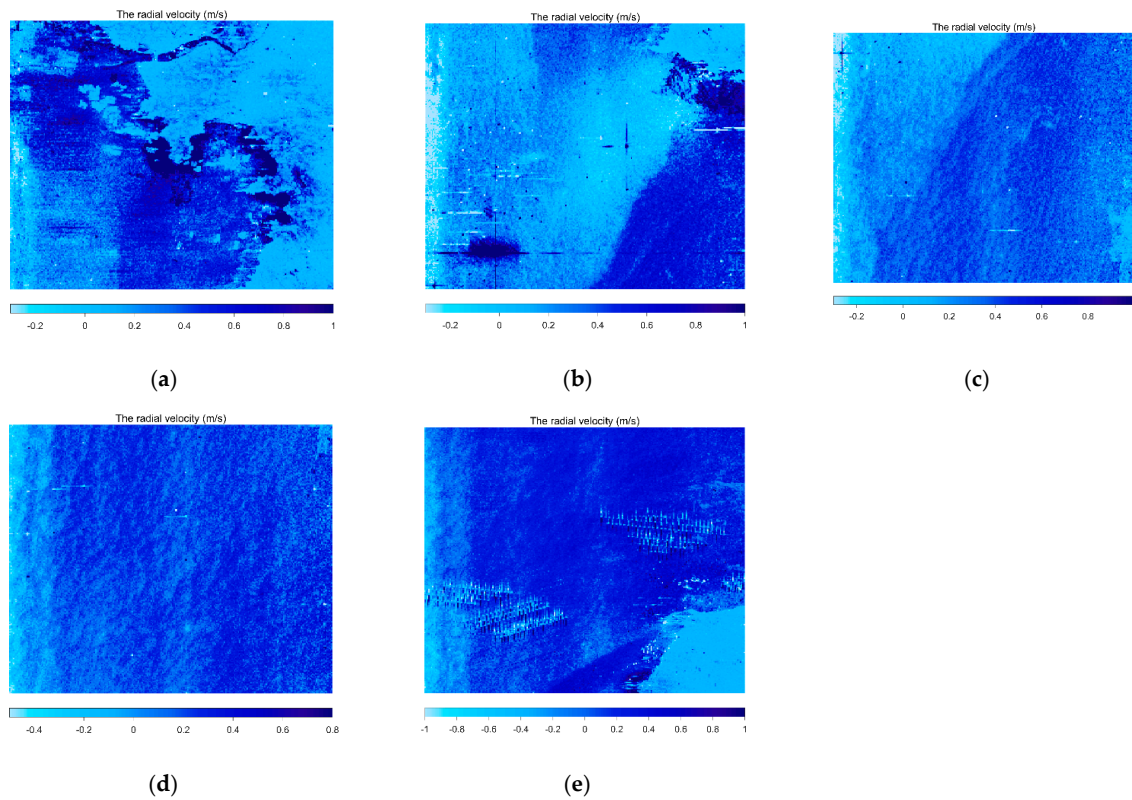 The radial velocity (m/s)
-0.2 0 0.2 0.4 0.6 0.8 1
(a)
The radial velocity (m/s)
-0.2 0 0.2 0.4 0.6 0.8 1
(b)
The radial velocity (m/s)
-0.2 0 0.2 0.4 0.6 0.8
(c)
The radial velocity (m/s)
-0.4 -0.2 0 0.2 0.4 0.6 0.8
(d)
The radial velocity (m/s)
-1 -0.8 -0.6 -0.4 -0.2 0 0.2 0.4 0.6 0.8 1
(e)